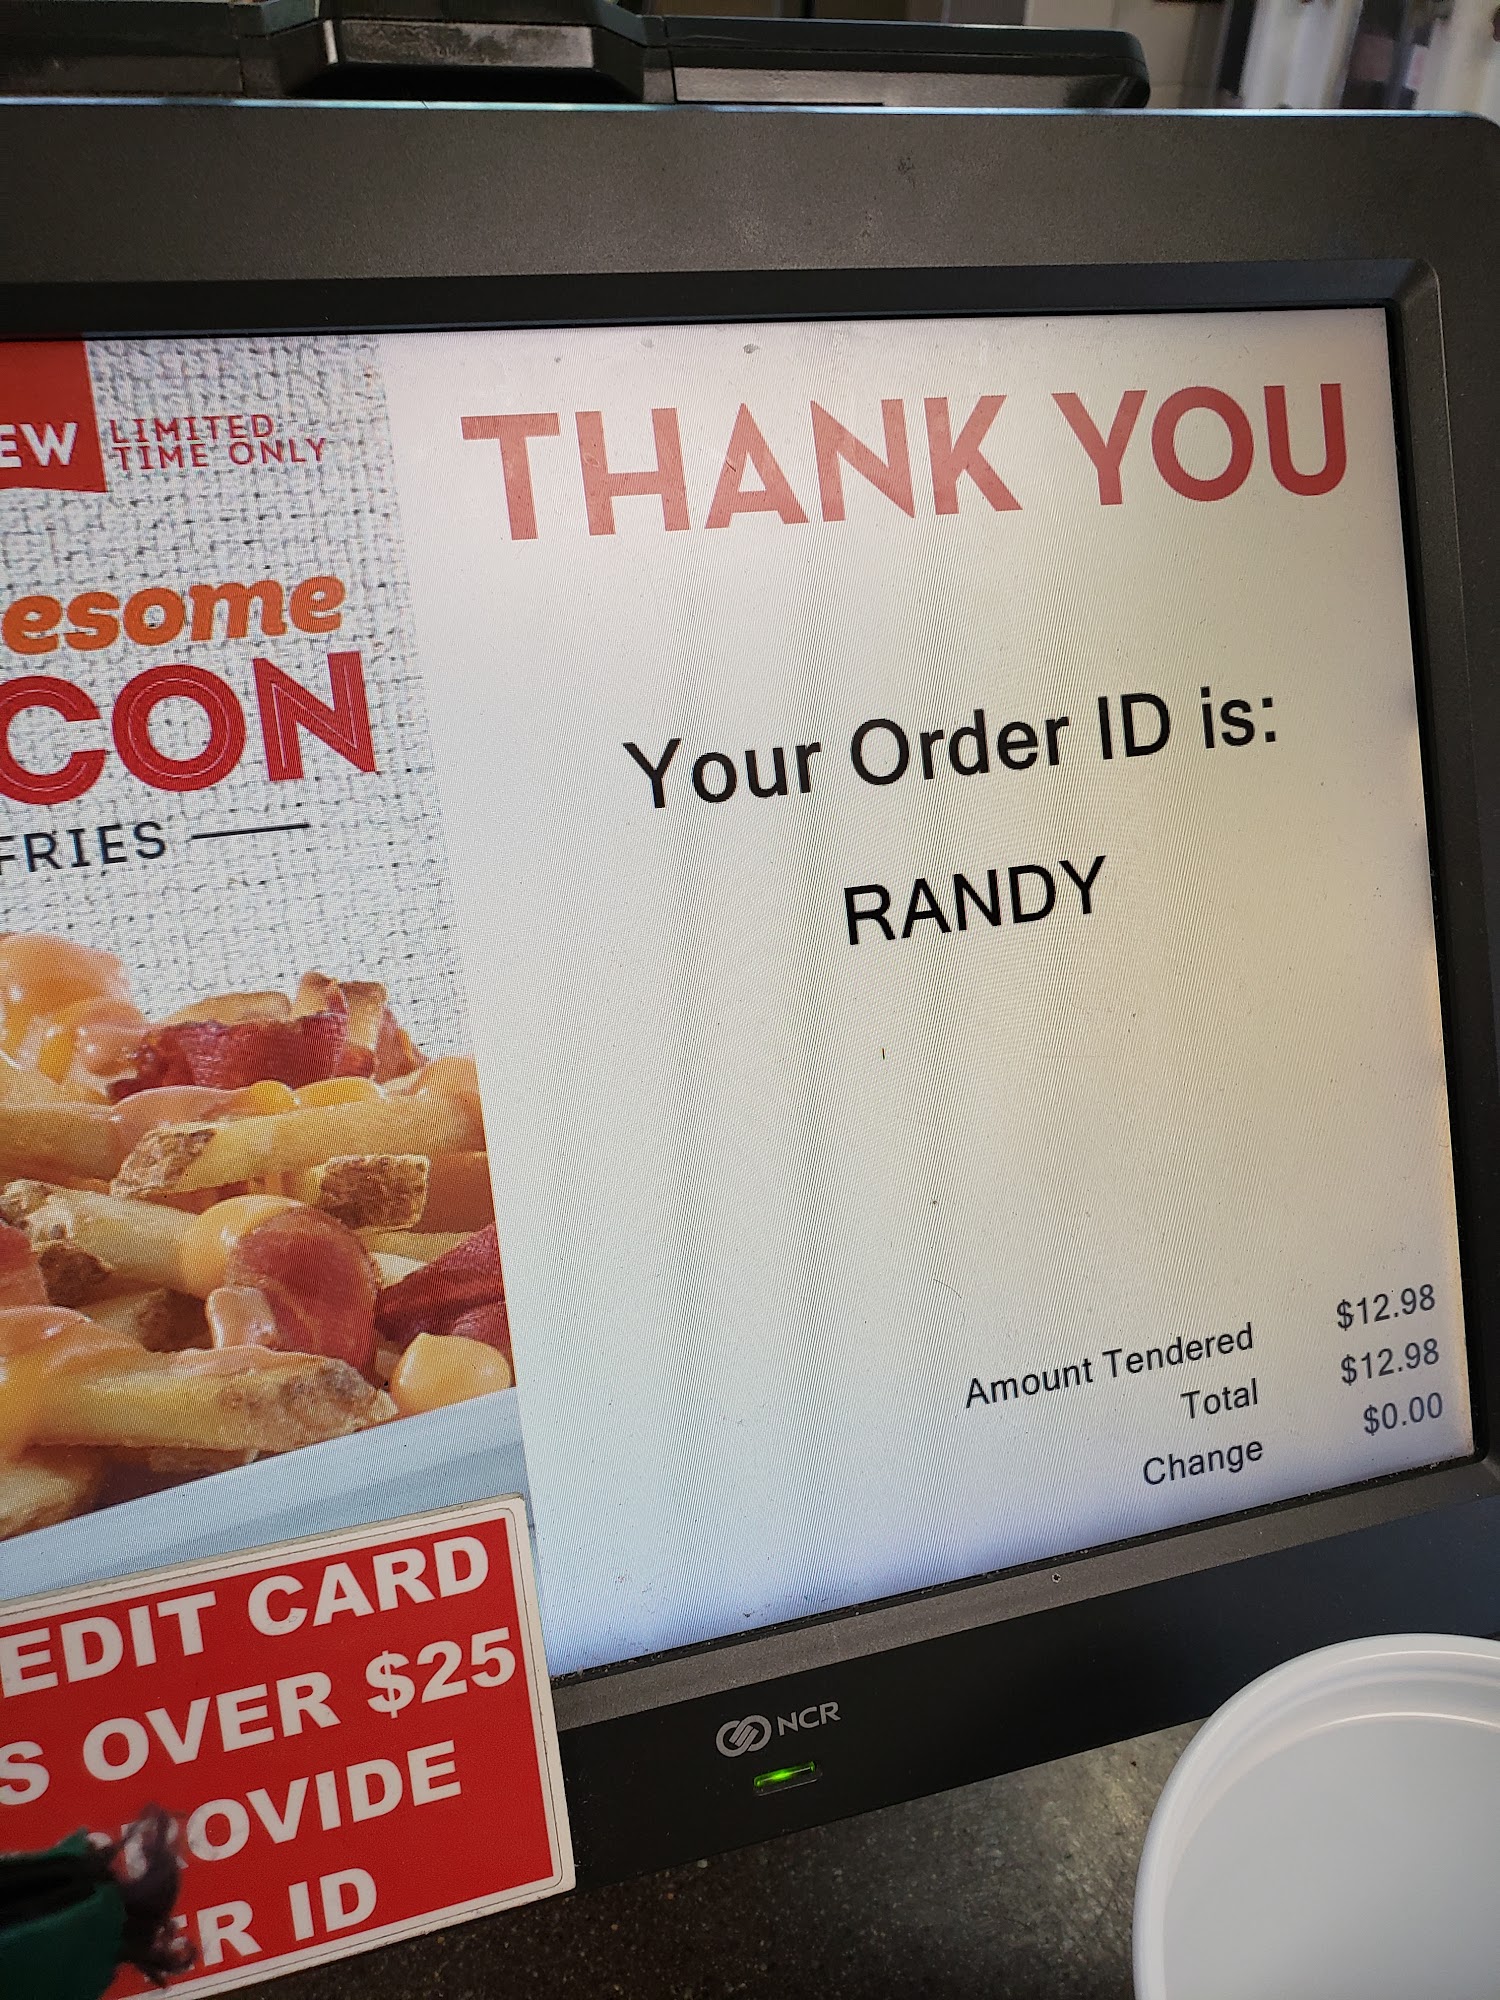 EW
LIMITED
TIME ONLY
esome
CON
FRIES
THANK YOU
Your Order ID is:
RANDY
Amount Tendered $12.98
Total $12.98
Change $0.00
EDIT CARD
S OVER $25
ROVIDE
ER ID
NCR